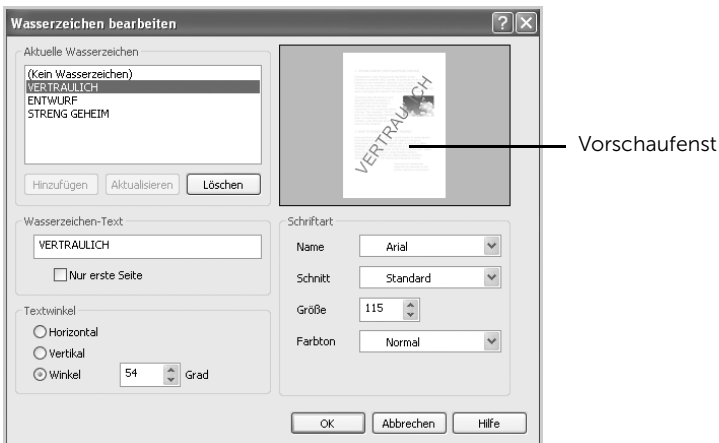 Wasserzeichen bearbeiten
Aktuelle Wasserzeichen
(Kein Wasserzeichen)
VERTRAULICH
ENTWURF
STRENG GEHEIM
Hinzufügen Aktualisieren Löschen
VERTRAULICH
Vorschaufenst
Wasserzeichen-Text
VERTRAULICH
Nur erste Seite
Textwinkel
Horizontal
Vertikal
Winkel 54 Grad
Schriftart
Name Arial
Schnitt Standard
Größe 115
Farbton Normal
OK Abbrechen Hilfe